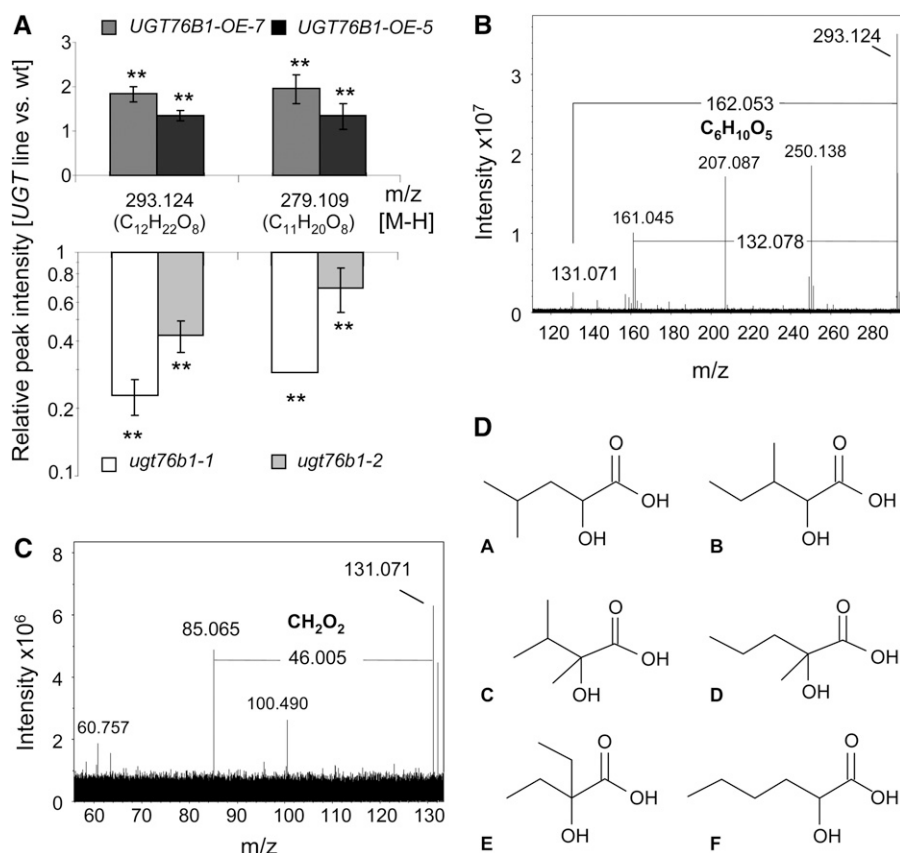 A
UGT76B1-OE-7 UGT76B1-OE-5
Relative peak intensity [UGT line vs. wt]
3
2
1
0
** ** ** **
293.124 279.109 m/z
(C12H22O8) (C11H20O8) [M-H]
1
0.8
0.6
0.4
0.2
0.1
** ** ** **
ugt76b1-1 ugt76b1-2
B
Intensity x10^7
3
2
1
0
293.124
162.053
C6H10O5
250.138
207.087
161.045
132.078
131.071
120 140 160 180 200 220 240 260 280
m/z
C
Intensity x10^6
8
6
4
2
0
131.071
CH2O2
85.065
46.005
100.490
60.757
60 70 80 90 100 110 120 130
m/z
D
O
OH
OH
A
O
OH
OH
B
O
OH
OH
C
O
OH
OH
D
O
OH
OH
E
O
OH
OH
F